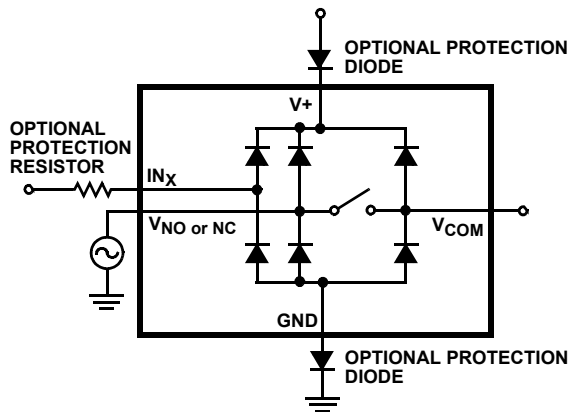 OPTIONAL PROTECTION
DIODE
V+
OPTIONAL
PROTECTION
RESISTOR
INX
VNO or NC
VCOM
GND
OPTIONAL PROTECTION
DIODE